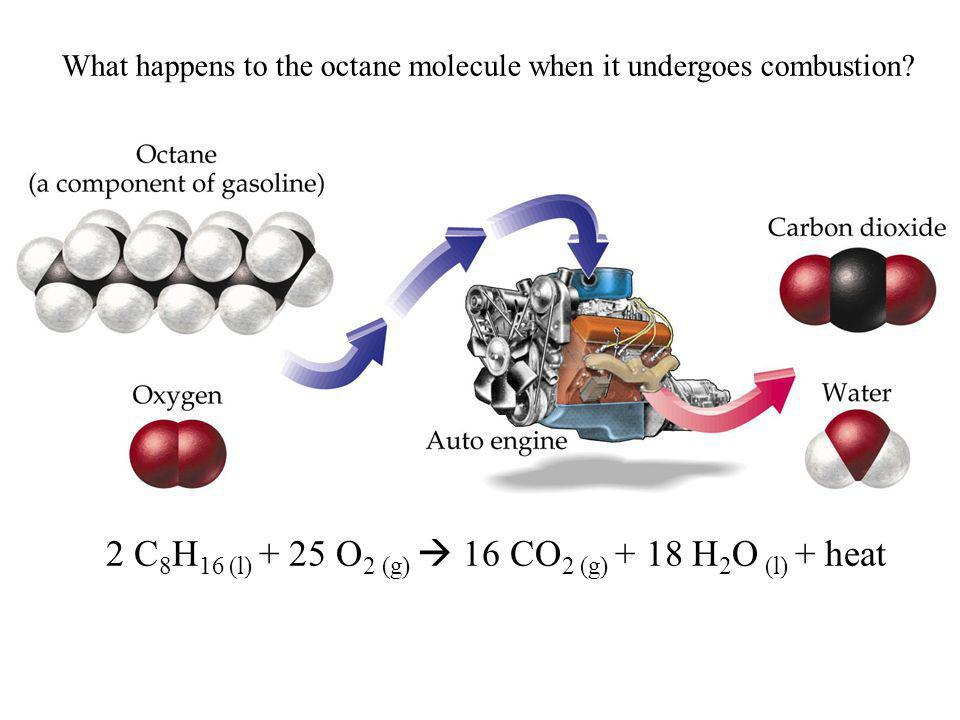 What happens to the octane molecule when it undergoes combustion?
Octane
(a component of gasoline)
Carbon dioxide
Oxygen
Water
Auto engine
2 C8H16 (l) + 25 O2 (g) → 16 CO2 (g) + 18 H2O (l) + heat